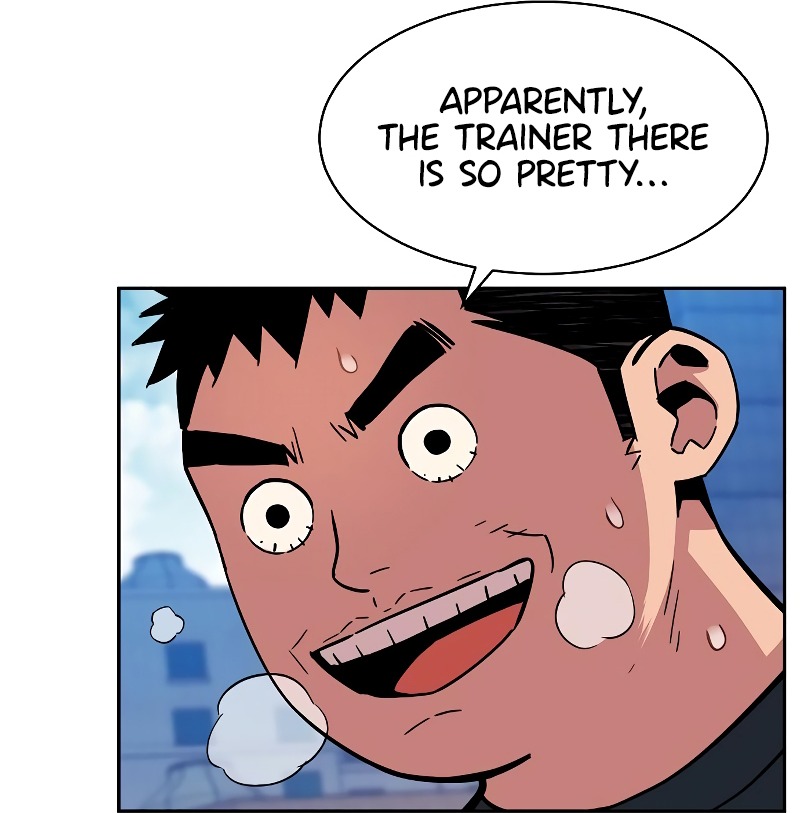 APPARENTLY,
THE TRAINER THERE
IS SO PRETTY...